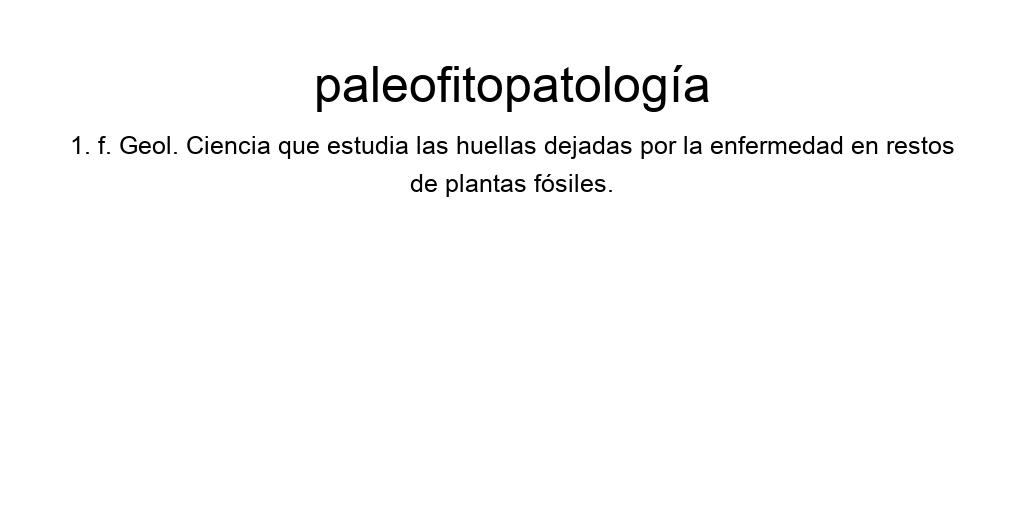 paleofitopatología
1. f. Geol. Ciencia que estudia las huellas dejadas por la enfermedad en restos
de plantas fósiles.